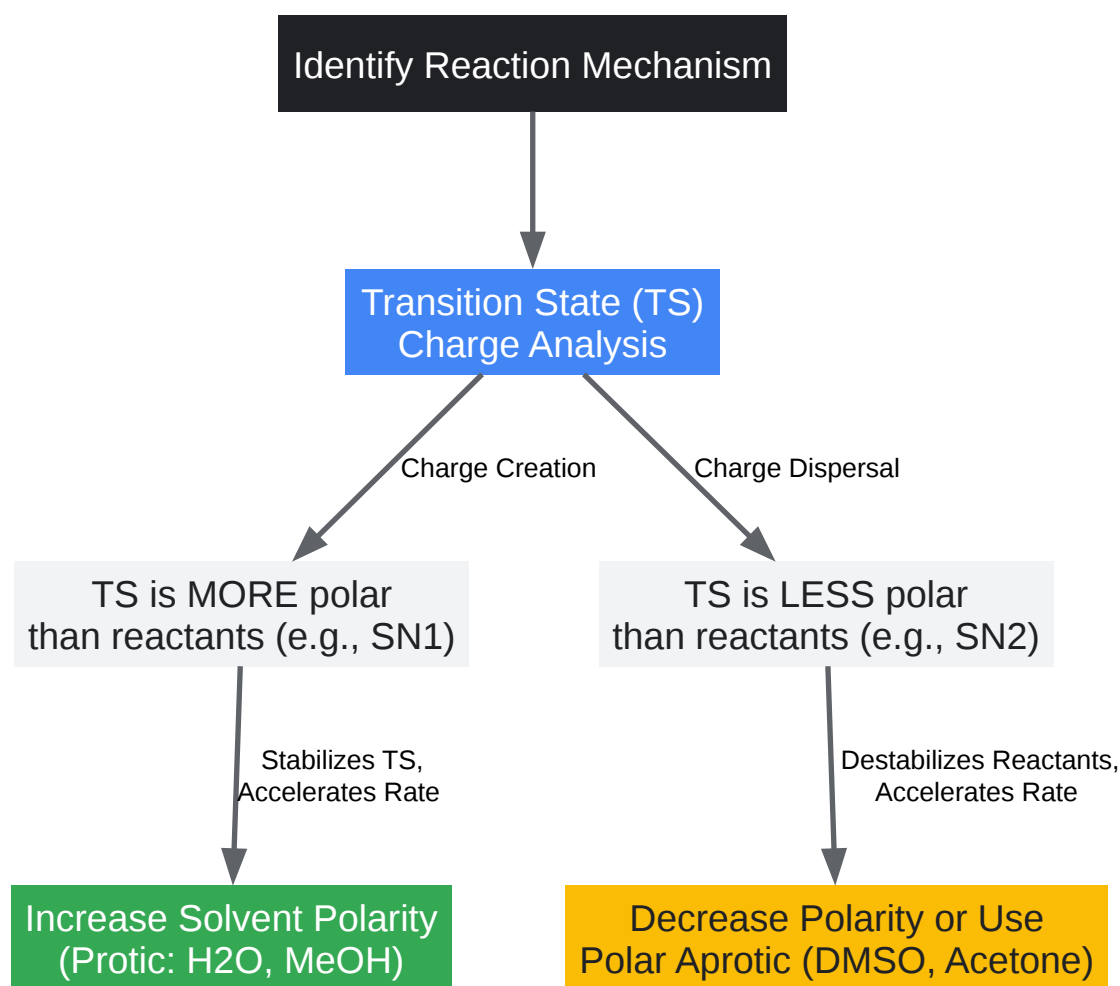 Identify Reaction Mechanism
Transition State (TS)
Charge Analysis
Charge Creation
Charge Dispersal
TS is MORE polar
than reactants (e.g., SN1)
TS is LESS polar
than reactants (e.g., SN2)
Stabilizes TS,
Accelerates Rate
Destabilizes Reactants,
Accelerates Rate
Increase Solvent Polarity
(Protic: H2O, MeOH)
Decrease Polarity or Use
Polar Aprotic (DMSO, Acetone)